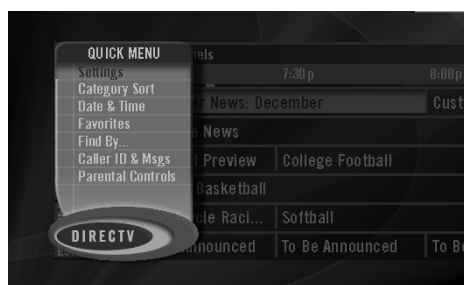 QUICK MENU
Settings
Category Sort
Date & Time
Favorites
Find By...
Caller ID & Msgs
Parental Controls
DIRECTV
nels
7:30 p 8:00 p
r News: December Cust
e News
l Preview College Football
Basketball
cle Raci... Softball
nnounced To Be Announced To B